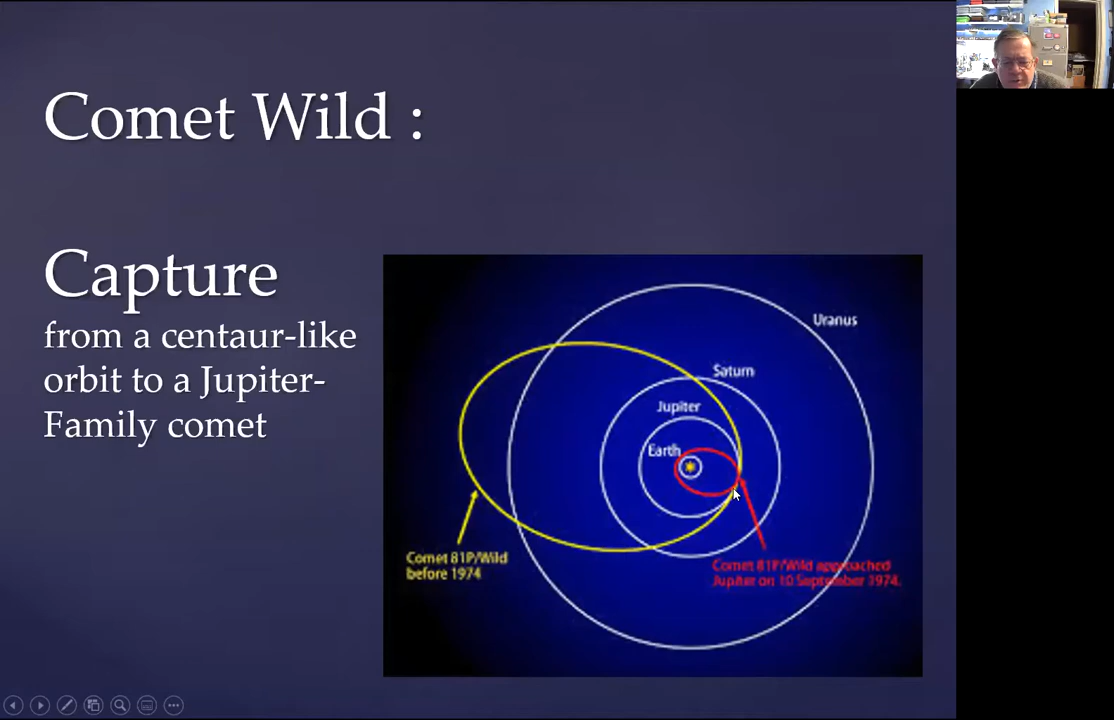 Comet Wild :
Capture
from a centaur-like
orbit to a Jupiter-
Family comet
Uranus
Saturn
Jupiter
Earth
Comet 81P/Wild
before 1974
Comet 81P/Wild approached
Jupiter on 10 September 1974.